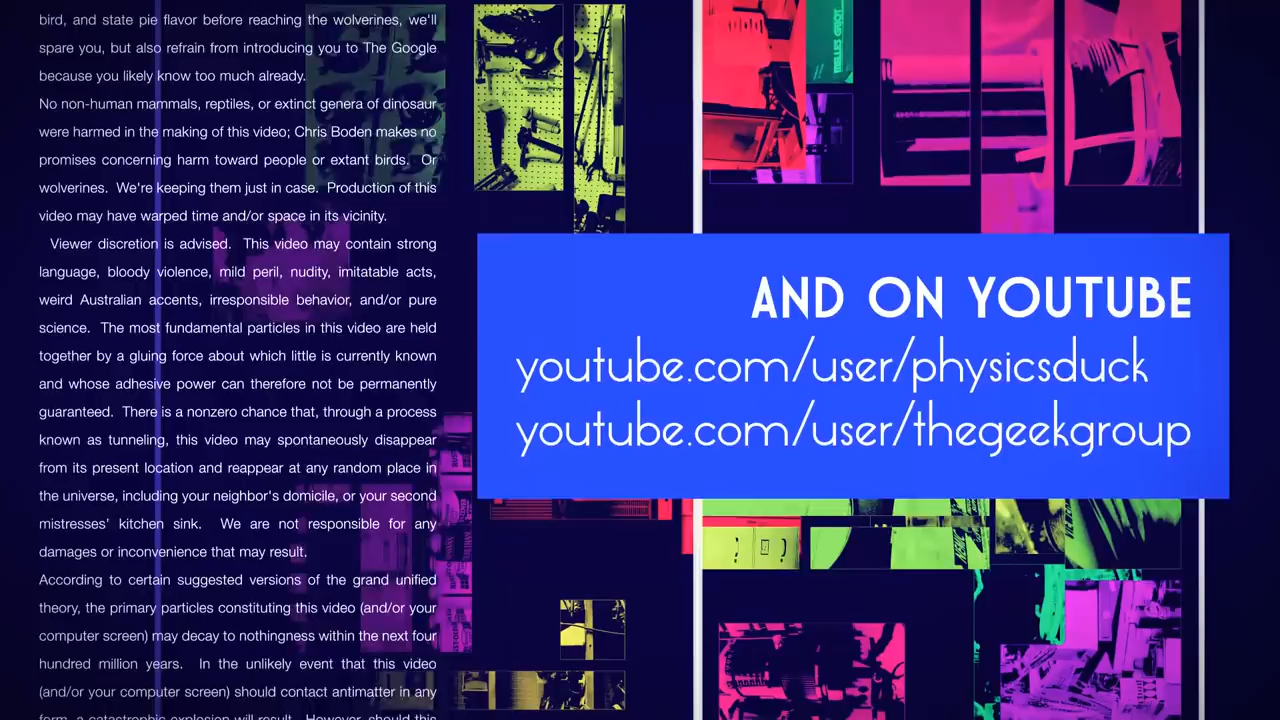 bird, and state pie flavor before reaching the wolverines, we'll
spare you, but also refrain from introducing you to The Google
because you likely know too much already.
No non-human mammals, reptiles, or extinct genera of dinosaur
were harmed in the making of this video; Chris Boden makes no
promises concerning harm toward people or extant birds. Or
wolverines. We're keeping them just in case. Production of this
video may have warped time and/or space in its vicinity.
Viewer discretion is advised. This video may contain strong
language, bloody violence, mild peril, nudity, imitatable acts,
weird Australian accents, irresponsible behavior, and/or pure
science. The most fundamental particles in this video are held
together by a gluing force about which little is currently known
and whose adhesive power can therefore not be permanently
guaranteed. There is a nonzero chance that, through a process
known as tunneling, this video may spontaneously disappear
from its present location and reappear at any random place in
the universe, including your neighbor's domicile, or your second
mistresses' kitchen sink. We are not responsible for any
damages or inconvenience that may result.
According to certain suggested versions of the grand unified
theory, the primary particles constituting this video (and/or your
computer screen) may decay to nothingness within the next four
hundred million years. In the unlikely event that this video
(and/or your computer screen) should contact antimatter in any
form, a catastrophic explosion will result. However, should this
AND ON YOUTUBE
youtube.com/user/physicsduck
youtube.com/user/thegeekgroup